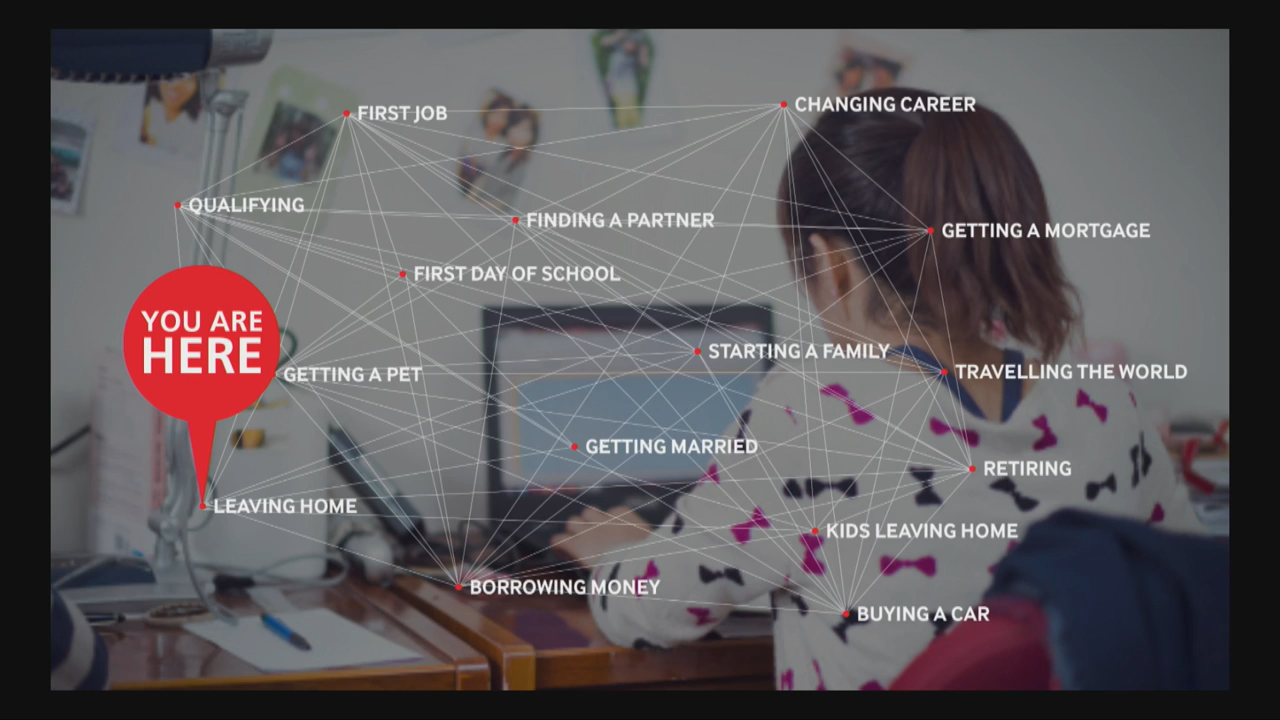 CHANGING CAREER
FIRST JOB
QUALIFYING
FINDING A PARTNER
GETTING A MORTGAGE
FIRST DAY OF SCHOOL
YOU ARE
HERE
STARTING A FAMILY
GETTING A PET
TRAVELLING THE WORLD
GETTING MARRIED
RETIRING
LEAVING HOME
KIDS LEAVING HOME
BORROWING MONEY
BUYING A CAR